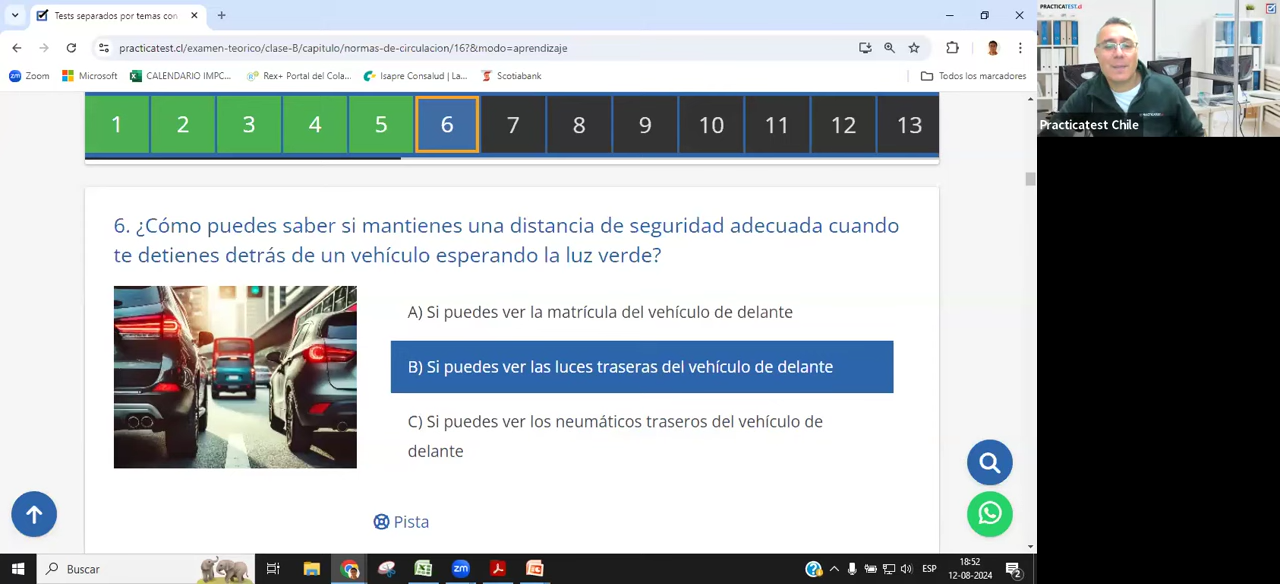 Tests separados por temas con
practicatest.cl/examen-teorico/clase-B/capitulo/normas-de-circulacion/167&modo=aprendizaje
Zoom
Microsoft
CALENDARIO IMPC...
Rex+ Portal del Cola...
Isapre Consalud | La...
Scotiabank
Todos los marcadores
PRACTICATEST.cl
Practicatest Chile
1 2 3 4 5 6 7 8 9 10 11 12 13
6. ¿Cómo puedes saber si mantienes una distancia de seguridad adecuada cuando
te detienes detrás de un vehículo esperando la luz verde?
A) Si puedes ver la matrícula del vehículo de delante
B) Si puedes ver las luces traseras del vehículo de delante
C) Si puedes ver los neumáticos traseros del vehículo de
delante
Pista
Buscar
ESP
18:52
12-08-2024
2